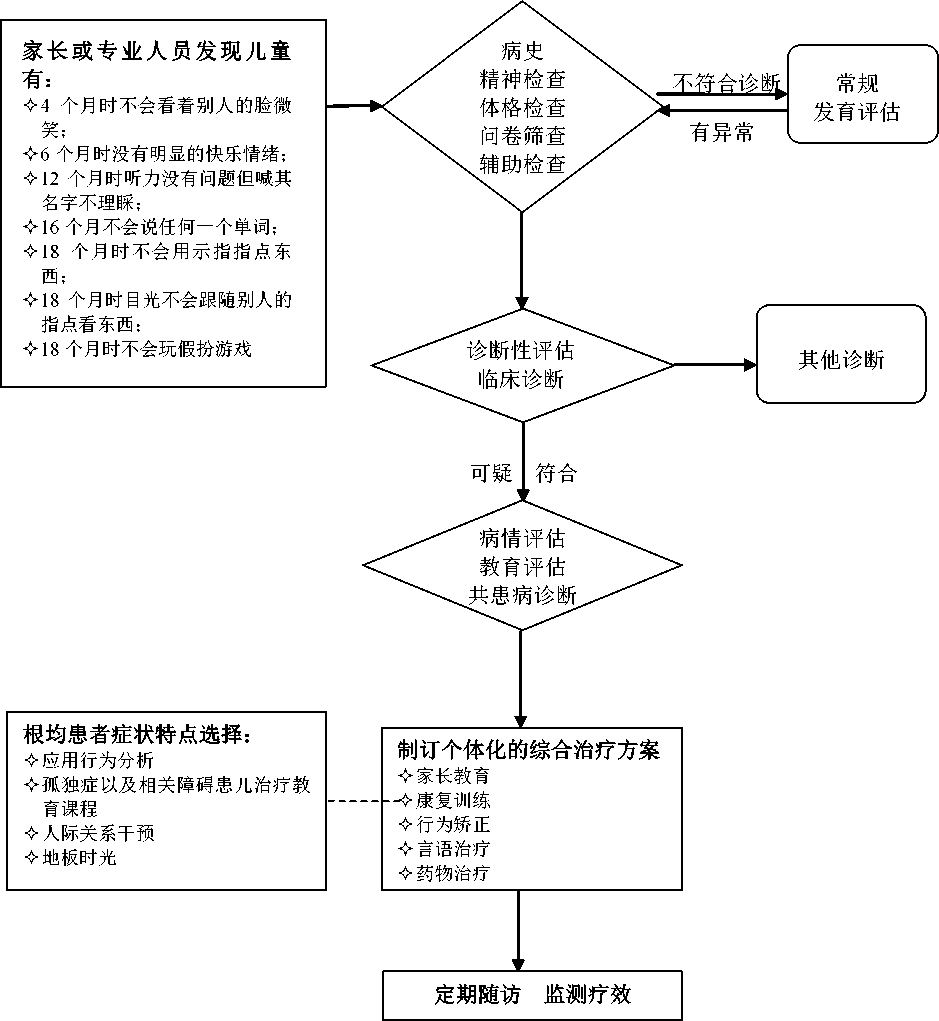 家长或专业人员发现儿童
有：
✧4 个月时不会看着别人的脸微
笑；
✧6 个月时没有明显的快乐情绪；
✧12 个月时听力没有问题但喊其
名字不理睬；
✧16 个月不会说任何一个单词；
✧18 个月时不会用示指指点东
西；
✧18 个月时目光不会跟随别人的
指点看东西；
✧18 个月时不会玩假扮游戏
病史
精神检查
体格检查
问卷筛查
辅助检查
不符合诊断
有异常
常规
发育评估
诊断性评估
临床诊断
其他诊断
可疑 符合
病情评估
教育评估
共患病诊断
根均患者症状特点选择：
✧应用行为分析
✧孤独症以及相关障碍患儿治疗教
育课程
✧人际关系干预
✧地板时光
制订个体化的综合治疗方案
✧家长教育
✧康复训练
✧行为矫正
✧言语治疗
✧药物治疗
定期随访 监测疗效